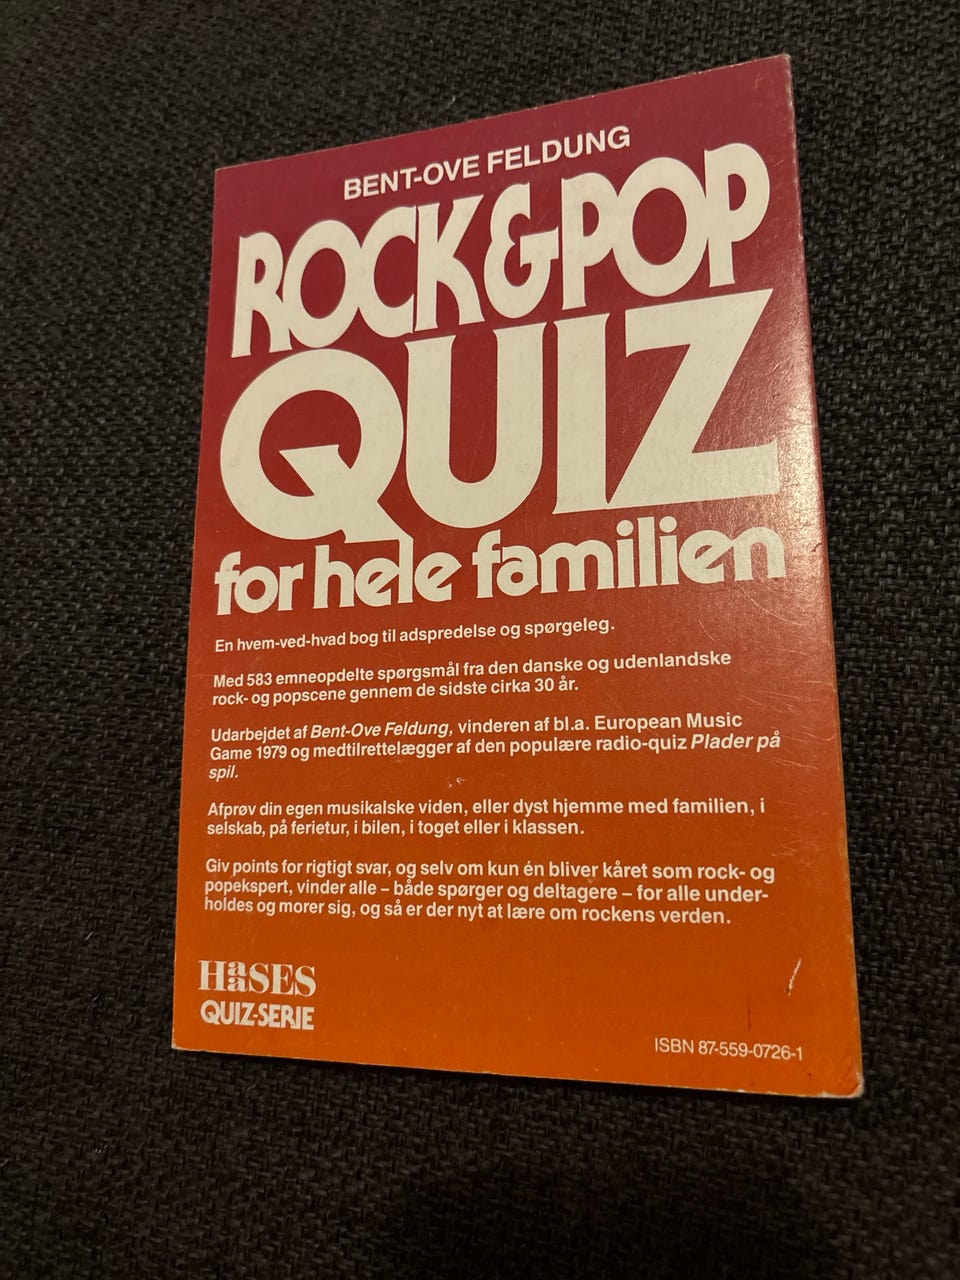 BENT-OVE FELDUNG
ROCK&POP
QUIZ
for hele familien
En hvem-ved-hvad bog til adspredelse og spørgeleg.
Med 583 emneopdelte spørgsmål fra den danske og udenlandske
rock- og popscene gennem de sidste cirka 30 år.
Udarbejdet af Bent-Ove Feldung, vinderen af bl.a. European Music
Game 1979 og medtilrettelægger af den populære radio-quiz Plader på
spil.
Afprøv din egen musikalske viden, eller dyst hjemme med familien, i
selskab, på ferietur, i bilen, i toget eller i klassen.
Giv points for rigtigt svar, og selv om kun én bliver kåret som rock- og
popekspert, vinder alle – både spørger og deltagere – for alle under-
holdes og morer sig, og så er der nyt at lære om rockens verden.
HaaSES
QUIZ-SERIE
ISBN 87-559-0726-1